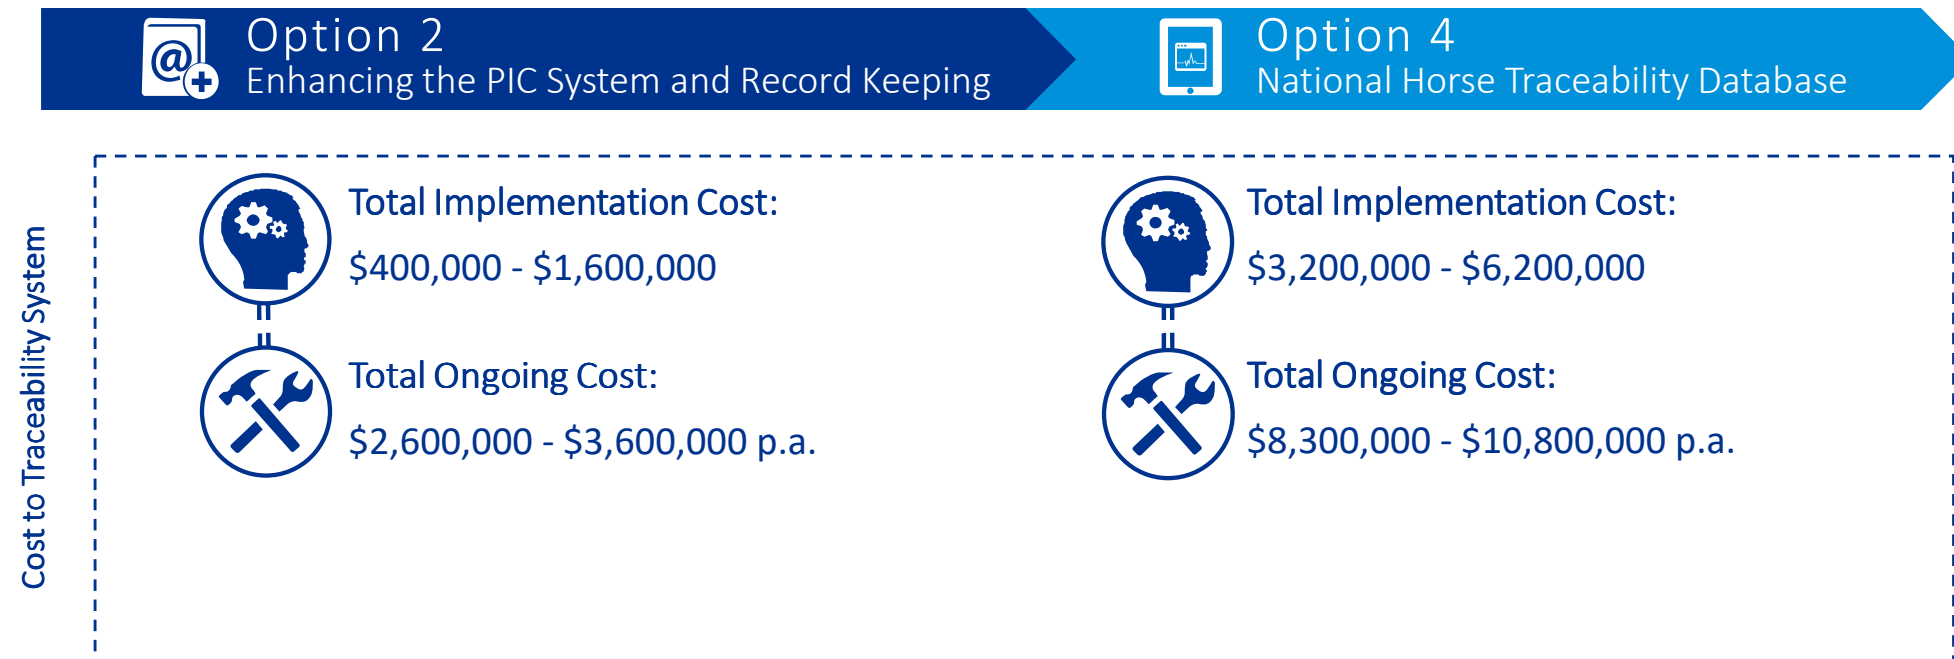 Option 2
Enhancing the PIC System and Record Keeping
Option 4
National Horse Traceability Database
Cost to Traceability System
Total Implementation Cost:
$400,000 - $1,600,000
Total Ongoing Cost:
$2,600,000 - $3,600,000 p.a.
Total Implementation Cost:
$3,200,000 - $6,200,000
Total Ongoing Cost:
$8,300,000 - $10,800,000 p.a.